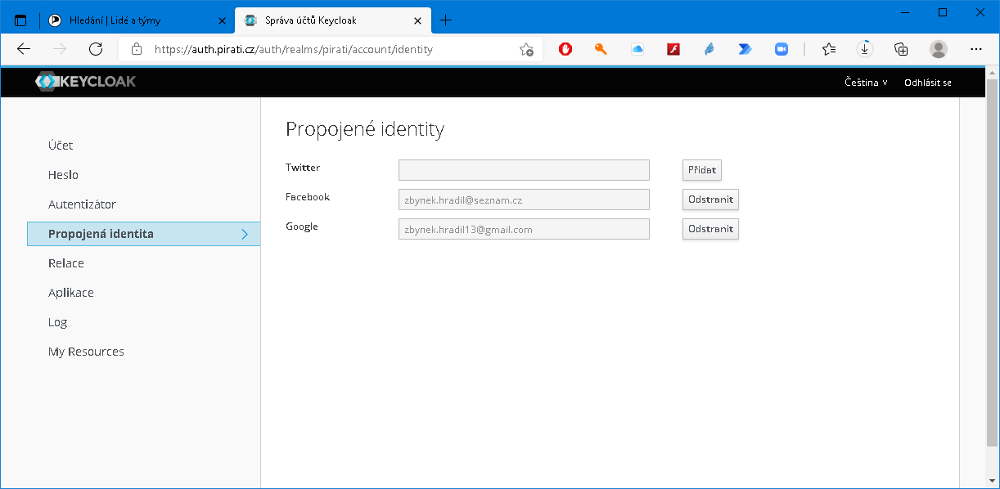 Hledání | Lidé a týmy
Správa účtů Keycloak
https://auth.pirati.cz/auth/realms/pirati/account/identity
KEYCLOAK
Čeština
Odhlásit se
Účet
Heslo
Autentizátor
Propojená identita
Relace
Aplikace
Log
My Resources
Propojené identity
Twitter
Přidat
Facebook
zbynek.hradil@seznam.cz
Odstranit
Google
zbynek.hradil13@gmail.com
Odstranit